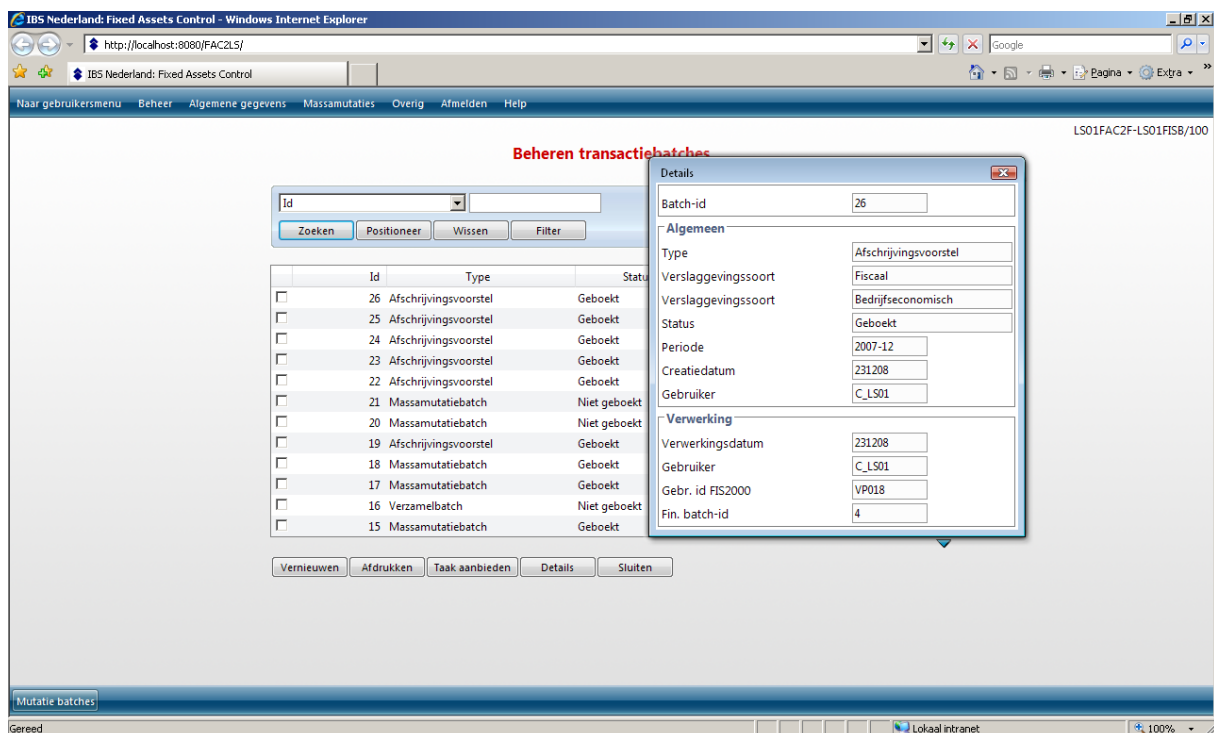 IBS Nederland: Fixed Assets Control - Windows Internet Explorer
http://localhost:8080/FAC2LS/
Google
IBS Nederland: Fixed Assets Control
Pagina
Extra
»
Naar gebruikersmenu Beheer Algemene gegevens Massamutaties Overig Afmelden Help
LS01FAC2F-LS01FISB/100
Beheren transactiebatches
Id
Zoeken Positioneer Wissen Filter
Id Type Statu
26 Afschrijvingsvoorstel Geboekt
25 Afschrijvingsvoorstel Geboekt
24 Afschrijvingsvoorstel Geboekt
23 Afschrijvingsvoorstel Geboekt
22 Afschrijvingsvoorstel Geboekt
21 Massamutatiebatch Niet geboekt
20 Massamutatiebatch Niet geboekt
19 Afschrijvingsvoorstel Geboekt
18 Massamutatiebatch Geboekt
17 Massamutatiebatch Geboekt
16 Verzamelbatch Niet geboekt
15 Massamutatiebatch Geboekt
Vernieuwen Afdrukken Taak aanbieden Details Sluiten
Details
Batch-id 26
Algemeen
Type Afschrijvingsvoorstel
Verslaggevingssoort Fiscaal
Verslaggevingssoort Bedrijfseconomisch
Status Geboekt
Periode 2007-12
Creatiedatum 231208
Gebruiker C_LS01
Verwerking
Verwerkingsdatum 231208
Gebruiker C_LS01
Gebr. id FIS2000 VP018
Fin. batch-id 4
Mutatie batches
Gereed
Lokaal intranet
100%